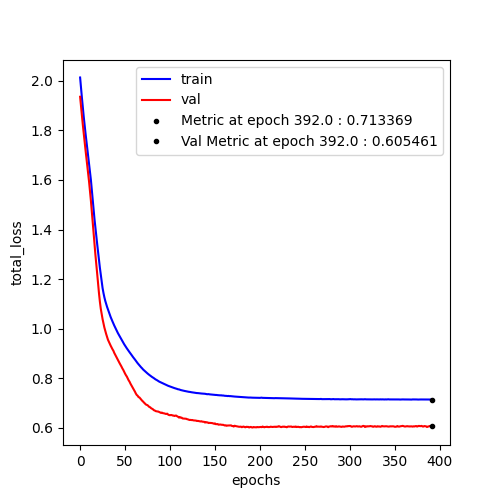 2.0
1.8
1.6
1.4
1.2
1.0
0.8
0.6
total_loss
train
val
Metric at epoch 392.0 : 0.713369
Val Metric at epoch 392.0 : 0.605461
0 50 100 150 200 250 300 350 400
epochs